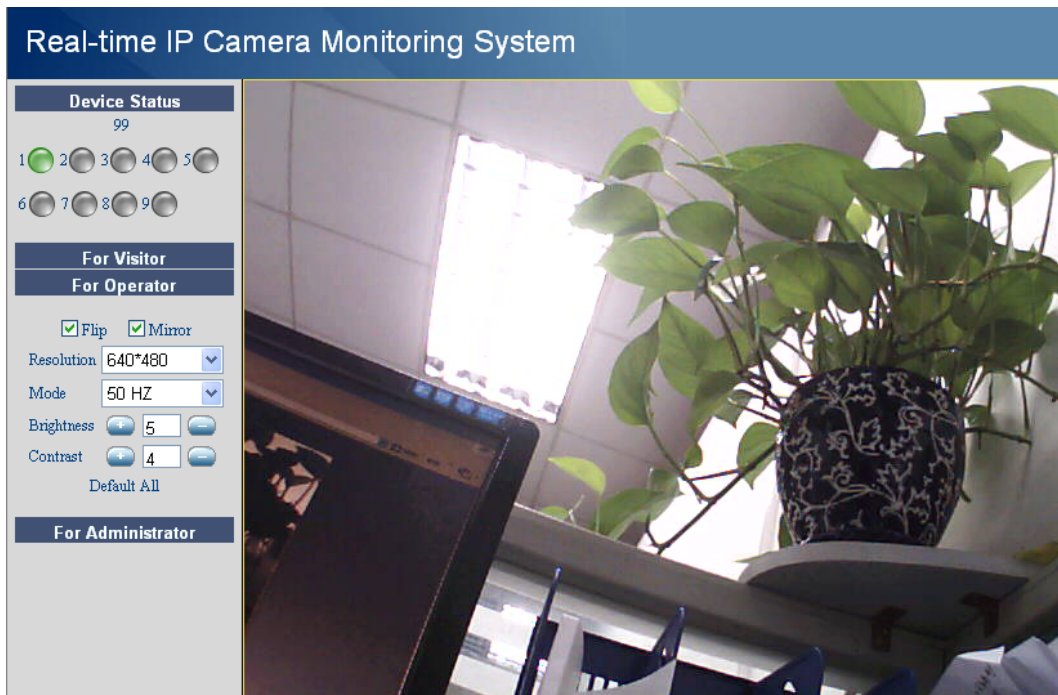 Real-time IP Camera Monitoring System
Device Status
99
1 2 3 4 5
6 7 8 9
For Visitor
For Operator
Flip Mirror
Resolution 640*480
Mode 50 HZ
Brightness + 5 -
Contrast + 4 -
Default All
For Administrator